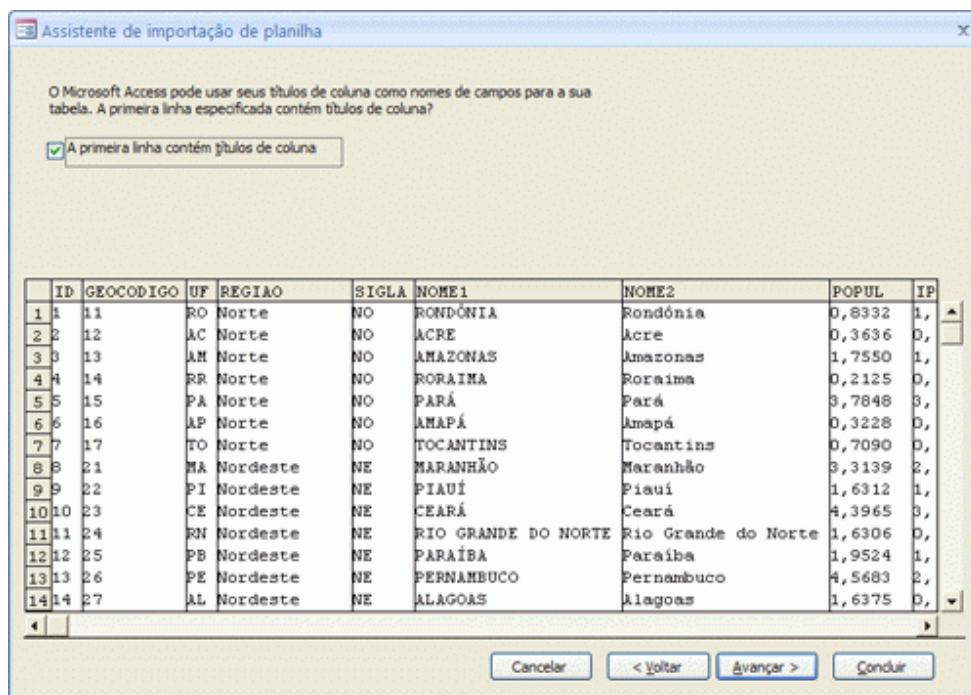 Assistente de importação de planilha
O Microsoft Access pode usar seus títulos de coluna como nomes de campos para a sua
tabela. A primeira linha especificada contém títulos de coluna?
A primeira linha contém títulos de coluna
ID GEOCODIGO UF REGIAO SIGLA NOME1 NOME2 POPUL IP
1 1 11 RO Norte NO RONDÔNIA Rondônia 0,8332 1,
2 2 12 AC Norte NO ACRE Acre 0,3636 0,
3 3 13 AM Norte NO AMAZONAS Amazonas 1,7550 1,
4 4 14 RR Norte NO RORAIMA Roraima 0,2125 0,
5 5 15 PA Norte NO PARÁ Pará 3,7848 3,
6 6 16 AP Norte NO AMAPÁ Amapá 0,3228 0,
7 7 17 TO Norte NO TOCANTINS Tocantins 0,7090 0,
8 8 21 MA Nordeste NE MARANHÃO Maranhão 3,3139 2,
9 9 22 PI Nordeste NE PIAUÍ Piauí 1,6312 1,
10 10 23 CE Nordeste NE CEARÁ Ceará 4,3965 3,
11 11 24 RN Nordeste NE RIO GRANDE DO NORTE Rio Grande do Norte 1,6306 0,
12 12 25 PB Nordeste NE PARAÍBA Paraíba 1,9524 1,
13 13 26 PE Nordeste NE PERNAMBUCO Pernambuco 4,5683 2,
14 14 27 AL Nordeste NE ALAGOAS Alagoas 1,6375 0,
Cancelar < Voltar Avançar > Concluir